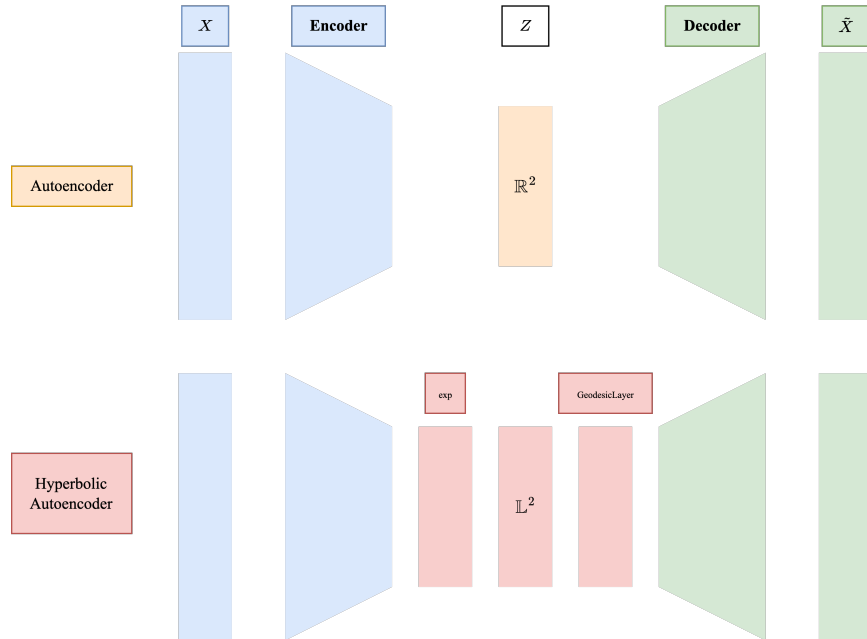 X
Encoder
Z
Decoder
X̃
Autoencoder
ℝ²
exp
GeodesicLayer
Hyperbolic
Autoencoder
𝕃²